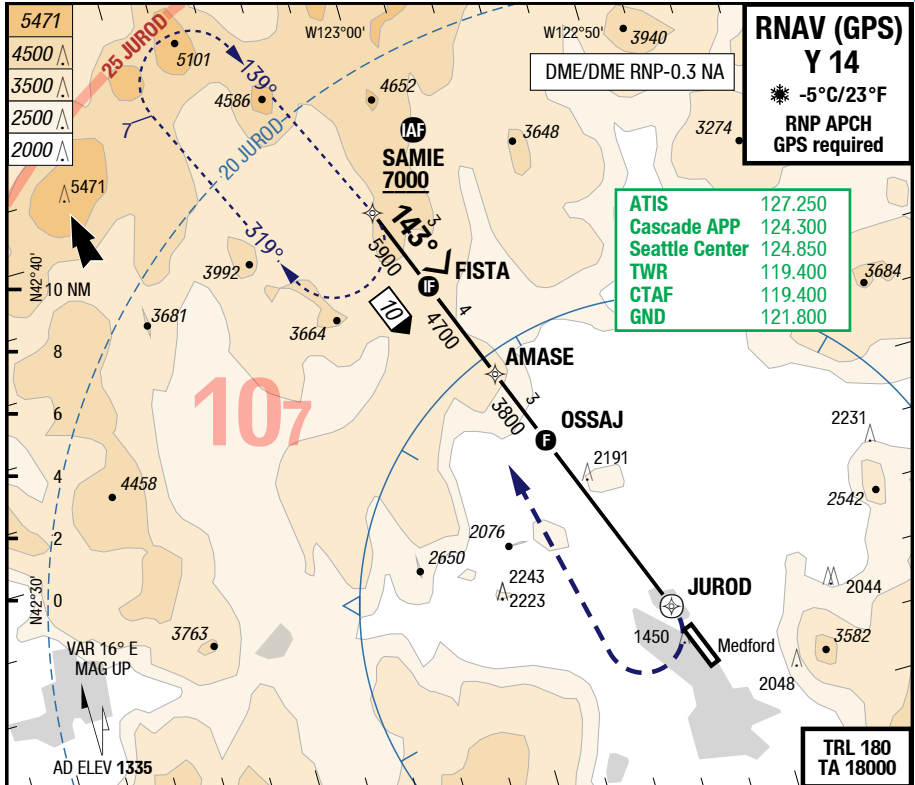 5471
4500
3500
2500
2000
25 JUROD
5101
W123°00'
W122°50'
3940
DME/DME RNP-0.3 NA
RNAV (GPS)
Y 14
-5°C/23°F
RNP APCH
GPS required
139°
4586
4652
7
20 JUROD
IAF
SAMIE
7000
3648
3274
5471
ATIS 127.250
Cascade APP 124.300
Seattle Center 124.850
TWR 119.400
CTAF 119.400
GND 121.800
3
143°
5900
319°
3992
N42°40'
10 NM
FISTA
IF
3684
3681
3664
10
4
4700
8
AMASE
3
3800
107
6
OSSAJ
F
2231
2191
4458
4
2542
2076
2
2650
2243
2223
2044
N42°30'
0
JUROD
3763
1450
Medford
3582
VAR 16° E
MAG UP
2048
AD ELEV 1335
TRL 180
TA 18000